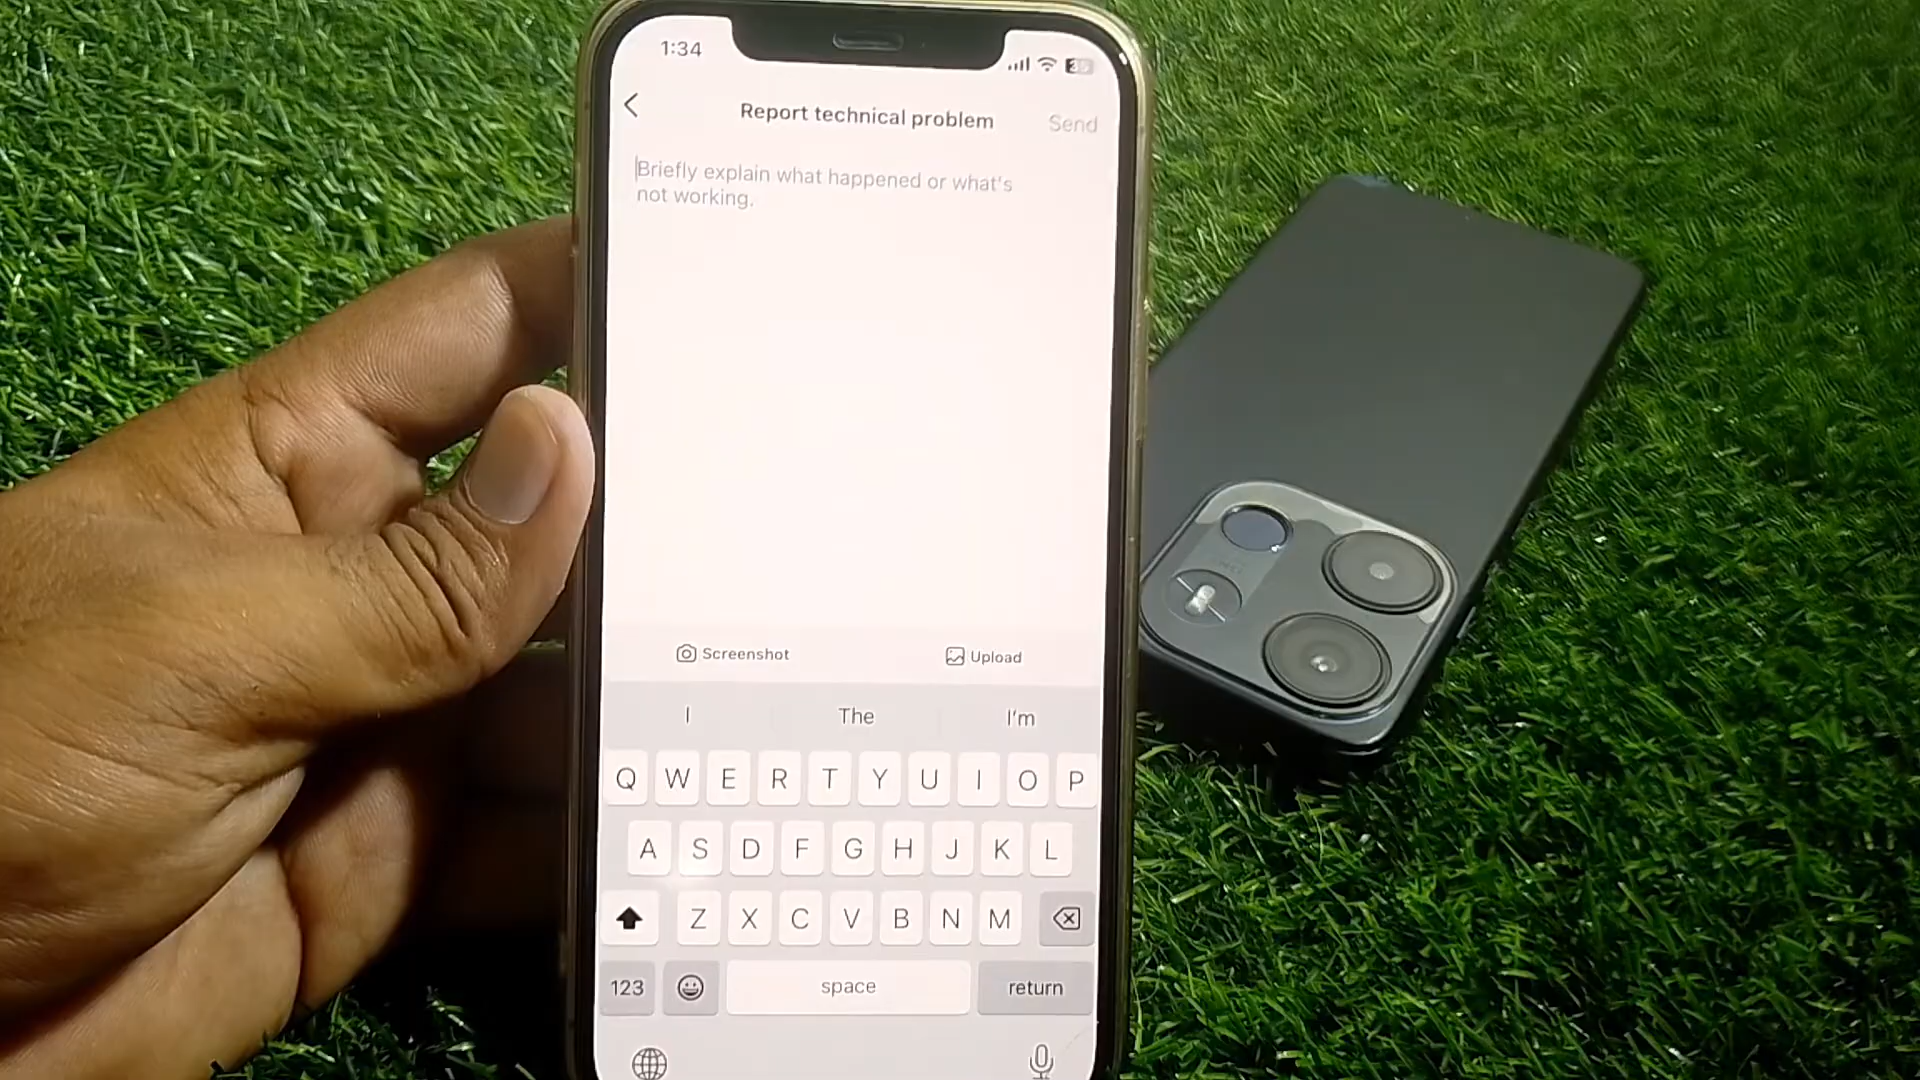 1:34
Report technical problem
Send
Briefly explain what happened or what's
not working.
Screenshot
Upload
I
The
I'm
Q W E R T Y U I O P
A S D F G H J K L
Z X C V B N M
123
space
return